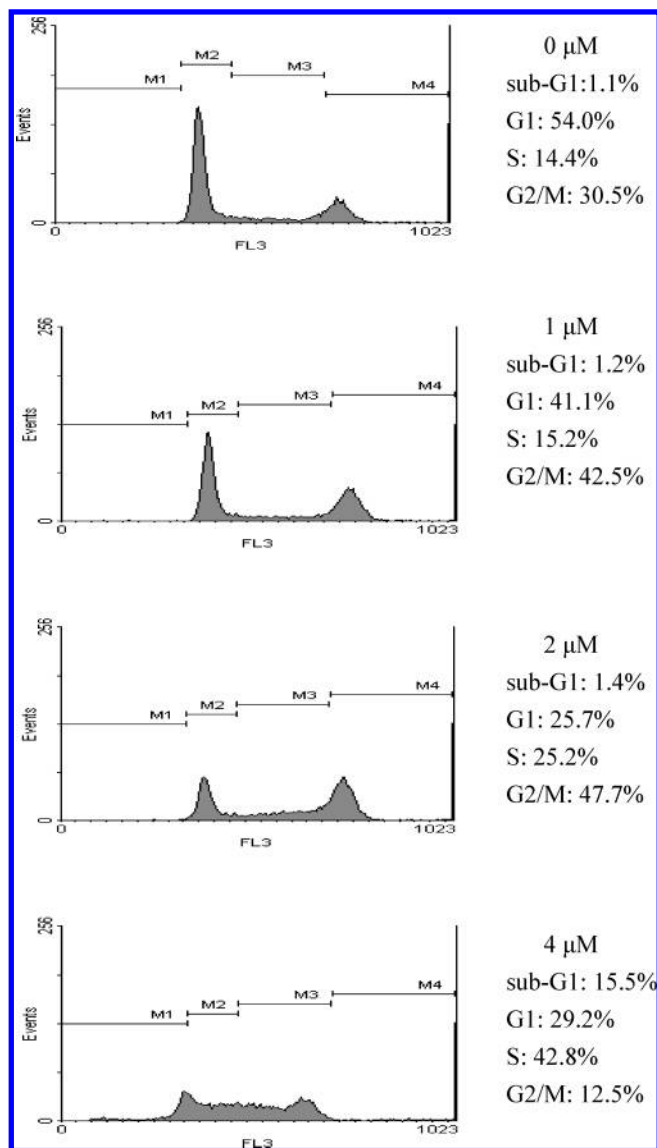 256
Events
0
M1
M2
M3
M4
0
1023
FL3
0 μM
sub-G1:1.1%
G1: 54.0%
S: 14.4%
G2/M: 30.5%
256
Events
0
M1
M2
M3
M4
0
1023
FL3
1 μM
sub-G1: 1.2%
G1: 41.1%
S: 15.2%
G2/M: 42.5%
256
Events
0
M1
M2
M3
M4
0
1023
FL3
2 μM
sub-G1: 1.4%
G1: 25.7%
S: 25.2%
G2/M: 47.7%
256
Events
0
M1
M2
M3
M4
0
1023
FL3
4 μM
sub-G1: 15.5%
G1: 29.2%
S: 42.8%
G2/M: 12.5%